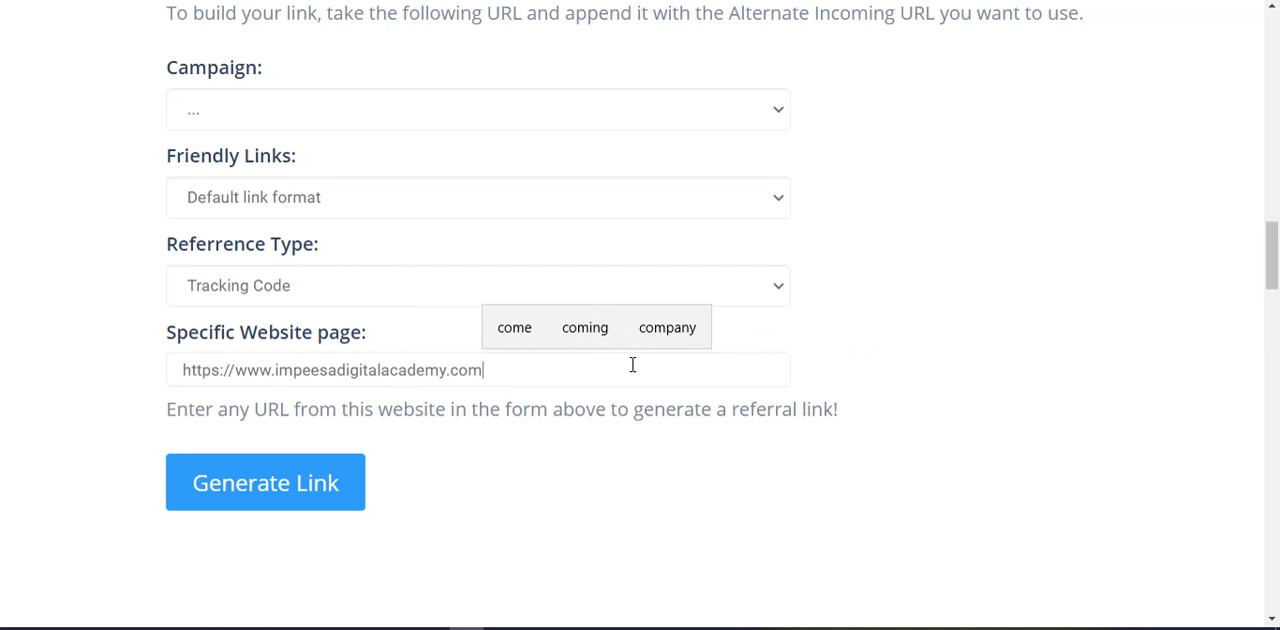 To build your link, take the following URL and append it with the Alternate Incoming URL you want to use.
Campaign:
...
Friendly Links:
Default link format
Referrence Type:
Tracking Code
Specific Website page:
come coming company
https://www.impeesadigitalacademy.com
Enter any URL from this website in the form above to generate a referral link!
Generate Link